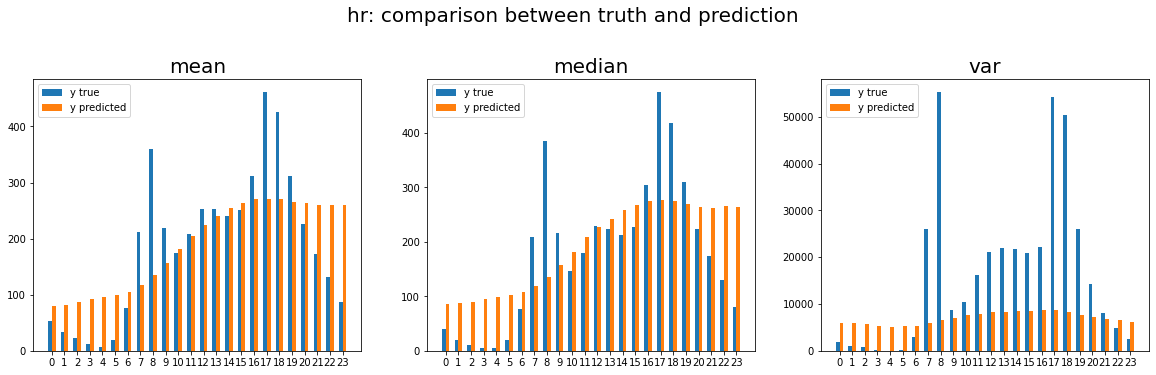 hr: comparison between truth and prediction
mean
y true
y predicted
400
300
200
100
0
0 1 2 3 4 5 6 7 8 9 10 11 12 13 14 15 16 17 18 19 20 21 22 23
median
y true
y predicted
400
300
200
100
0
0 1 2 3 4 5 6 7 8 9 10 11 12 13 14 15 16 17 18 19 20 21 22 23
var
y true
y predicted
50000
40000
30000
20000
10000
0
0 1 2 3 4 5 6 7 8 9 10 11 12 13 14 15 16 17 18 19 20 21 22 23